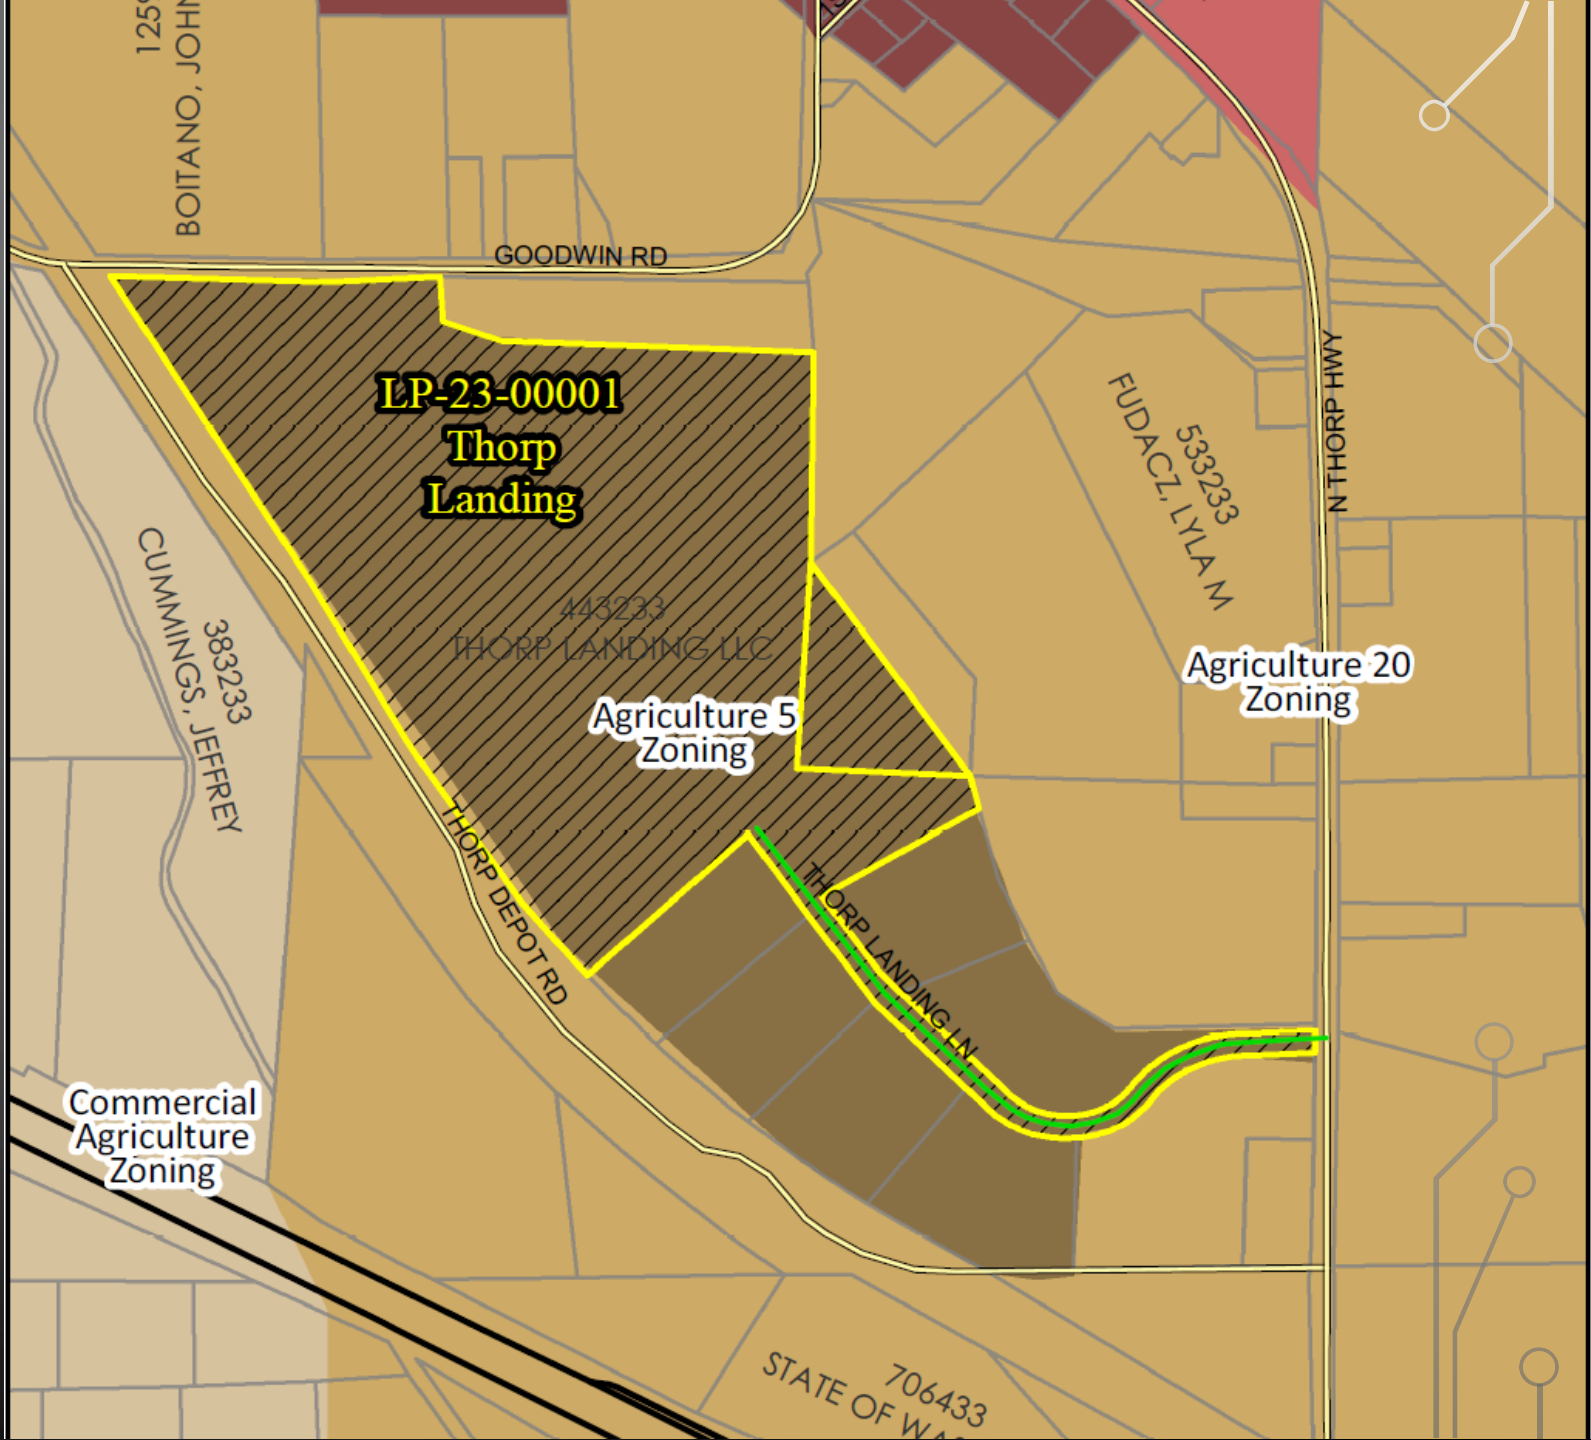 BOITANO, JOHN
GOODWIN RD
LP-23-00001
Thorp
Landing
N THORP HWY
533233
FUDACZ, LYLA M
443233
THORP LANDING LLC
383233
CUMMINGS, JEFFREY
Agriculture 20
Zoning
Agriculture 5
Zoning
THORP DEPOT RD
THORP LANDING LN
Commercial
Agriculture
Zoning
706433
STATE OF